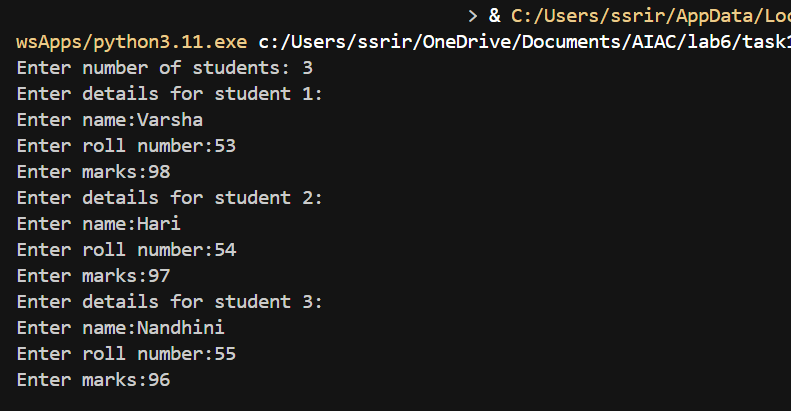 > & C:/Users/ssrir/AppData/Loc
wsApps/python3.11.exe c:/Users/ssrir/OneDrive/Documents/AIAC/lab6/task1
Enter number of students: 3
Enter details for student 1:
Enter name:Varsha
Enter roll number:53
Enter marks:98
Enter details for student 2:
Enter name:Hari
Enter roll number:54
Enter marks:97
Enter details for student 3:
Enter name:Nandhini
Enter roll number:55
Enter marks:96